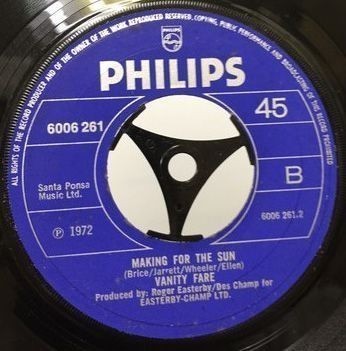 ALL RIGHTS OF THE RECORD PRODUCER AND OF THE OWNER OF THE WORK REPRODUCED RESERVED. COPYING, PUBLIC PERFORMANCE AND BROADCASTING OF THIS RECORD PROHIBITED
PHILIPS
PHILIPS
6006 261
45
B
Santa Ponsa
Music Ltd.
6006 261.2
Ⓟ 1972
MAKING FOR THE SUN
(Brice/Jarrett/Wheeler/Ellen)
VANITY FARE
Produced by: Roger Easterby/Des Champ for
EASTERBY-CHAMP LTD.